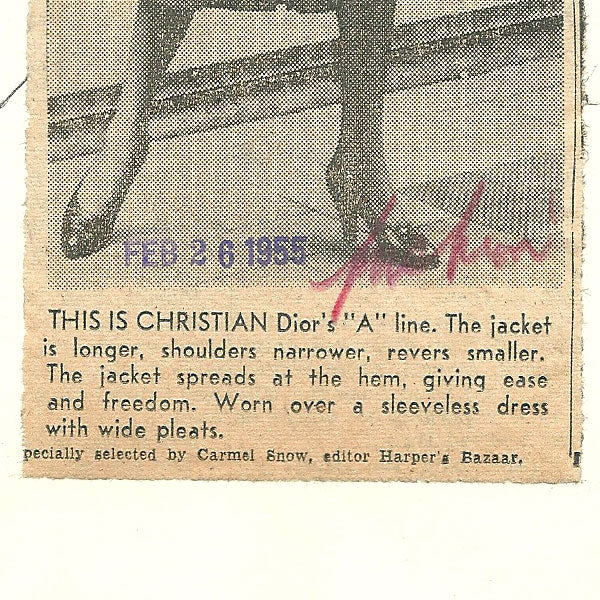 FEB 26 1955
THIS IS CHRISTIAN Dior's "A" line. The jacket
is longer, shoulders narrower, revers smaller.
The jacket spreads at the hem, giving ease
and freedom. Worn over a sleeveless dress
with wide pleats.
pecially selected by Carmel Snow, editor Harper's Bazaar.